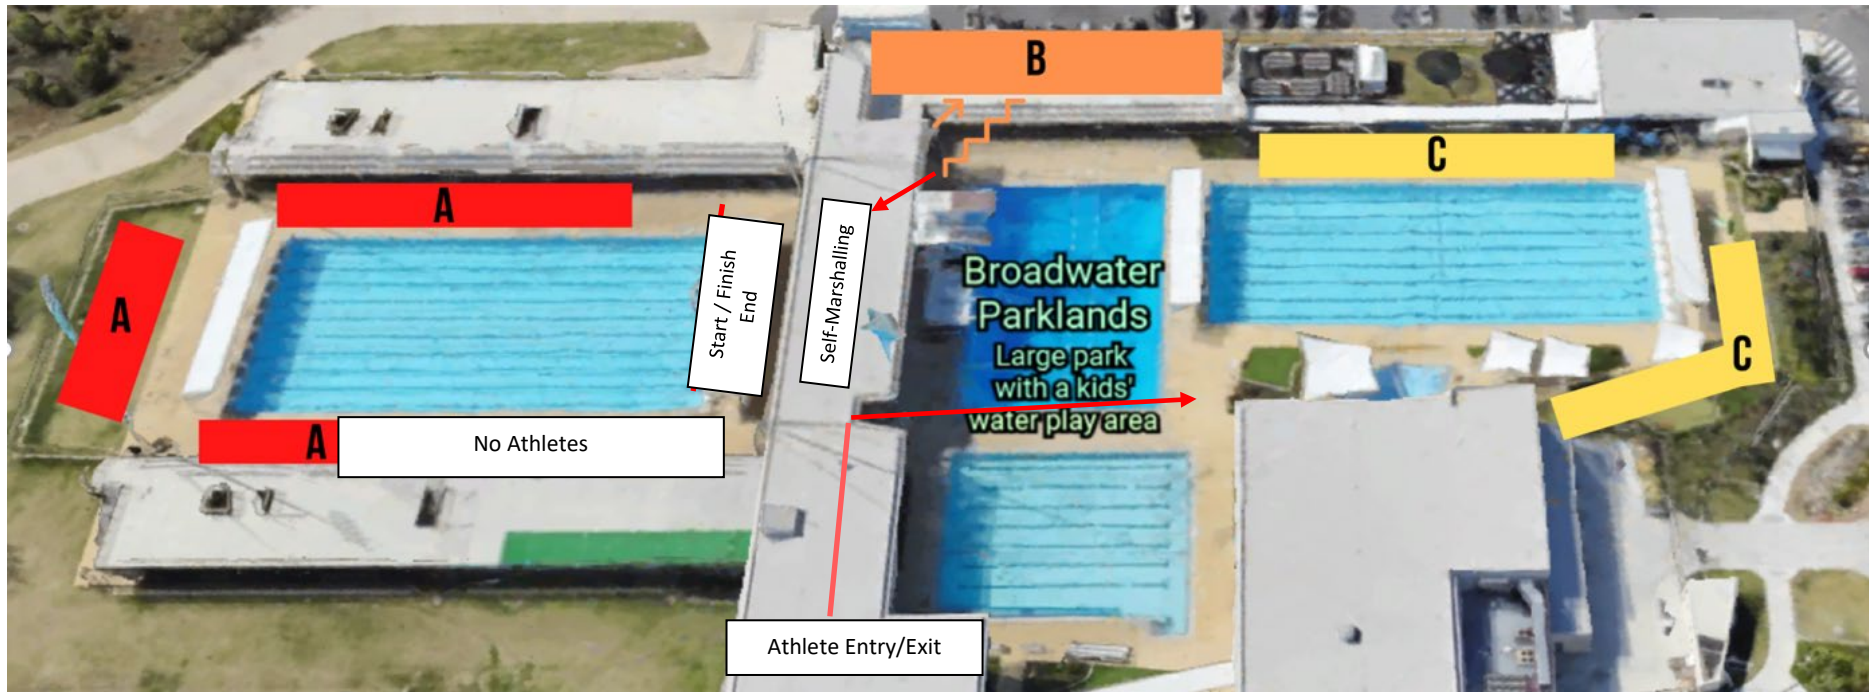 B
C
A
A
Start / Finish
End
Self-Marshalling
Broadwater
Parklands
Large park
with a kids'
water play area
C
A
No Athletes
Athlete Entry/Exit